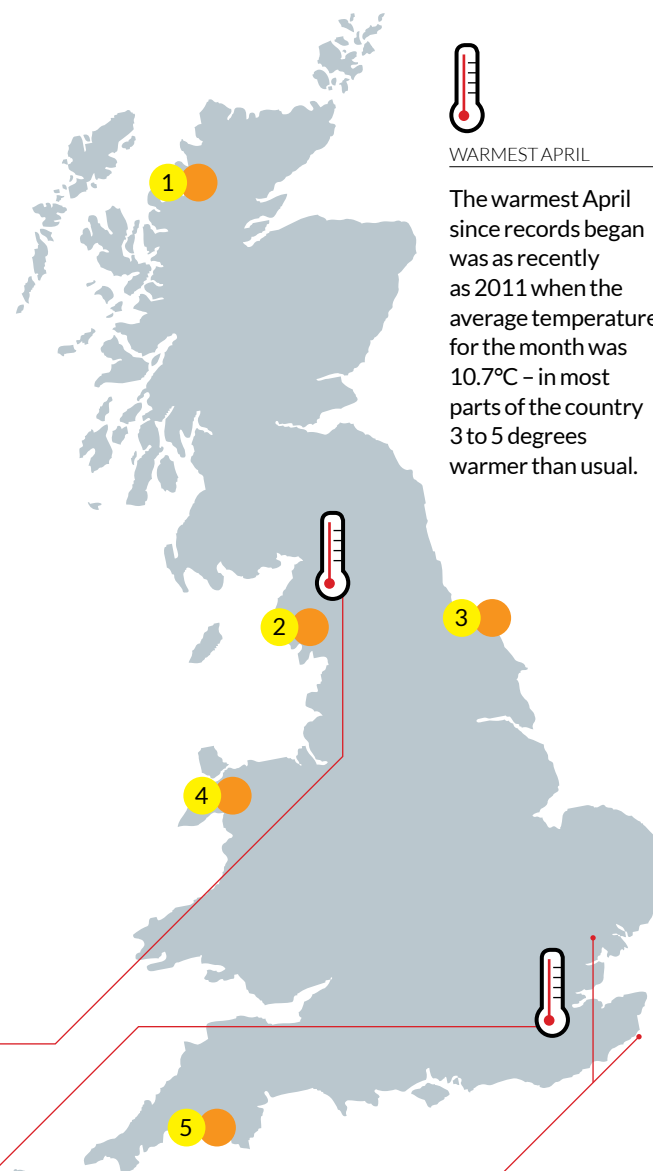 WARMEST APRIL
The warmest April
since records began
was as recently
as 2011 when the
average temperature
for the month was
10.7°C – in most
parts of the country
3 to 5 degrees
warmer than usual.
1
2
3
4
5